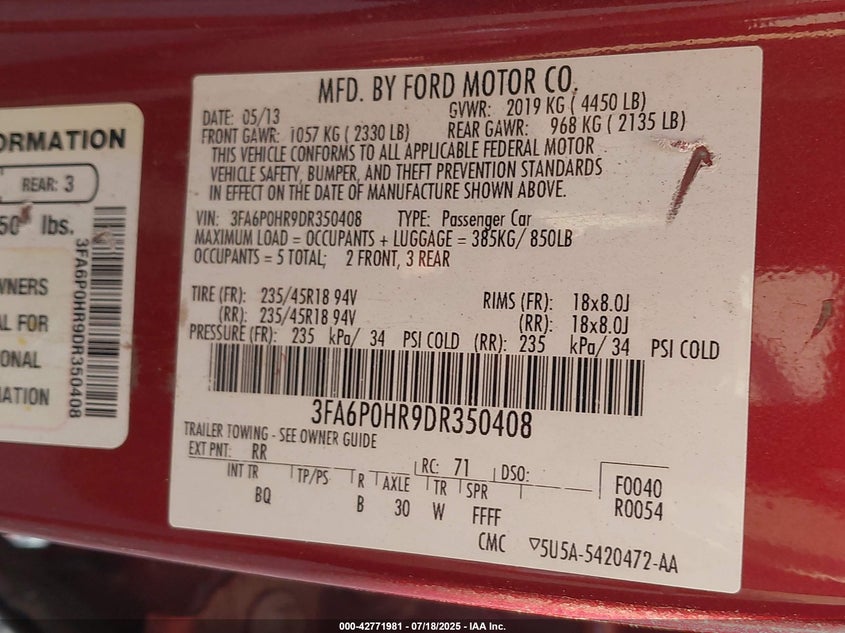 ORMATION
REAR: 3
50 lbs.
WNERS
AL FOR
IONAL
MATION
3FA6P0HR9DR350408
MFD. BY FORD MOTOR CO.
DATE: 05/13 GVWR: 2019 KG ( 4450 LB)
FRONT GAWR: 1057 KG ( 2330 LB) REAR GAWR: 968 KG ( 2135 LB)
THIS VEHICLE CONFORMS TO ALL APPLICABLE FEDERAL MOTOR
VEHICLE SAFETY, BUMPER, AND THEFT PREVENTION STANDARDS
IN EFFECT ON THE DATE OF MANUFACTURE SHOWN ABOVE.
VIN: 3FA6P0HR9DR350408 TYPE: Passenger Car
MAXIMUM LOAD = OCCUPANTS + LUGGAGE = 385KG/ 850LB
OCCUPANTS = 5 TOTAL; 2 FRONT, 3 REAR
TIRE (FR): 235/45R18 94V RIMS (FR): 18x8.0J
(RR): 235/45R18 94V (RR): 18x8.0J
PRESSURE (FR): 235 kPa/ 34 PSI COLD (RR): 235 kPa/ 34 PSI COLD
3FA6P0HR9DR350408
TRAILER TOWING - SEE OWNER GUIDE
EXT PNT: RR RC: 71 DSO:
INT TR TP/PS R AXLE TR SPR F0040
BQ B 30 W FFFF R0054
CMC 5U5A-5420472-AA
000-42771981 / 07/18/2025 - IAA Inc.